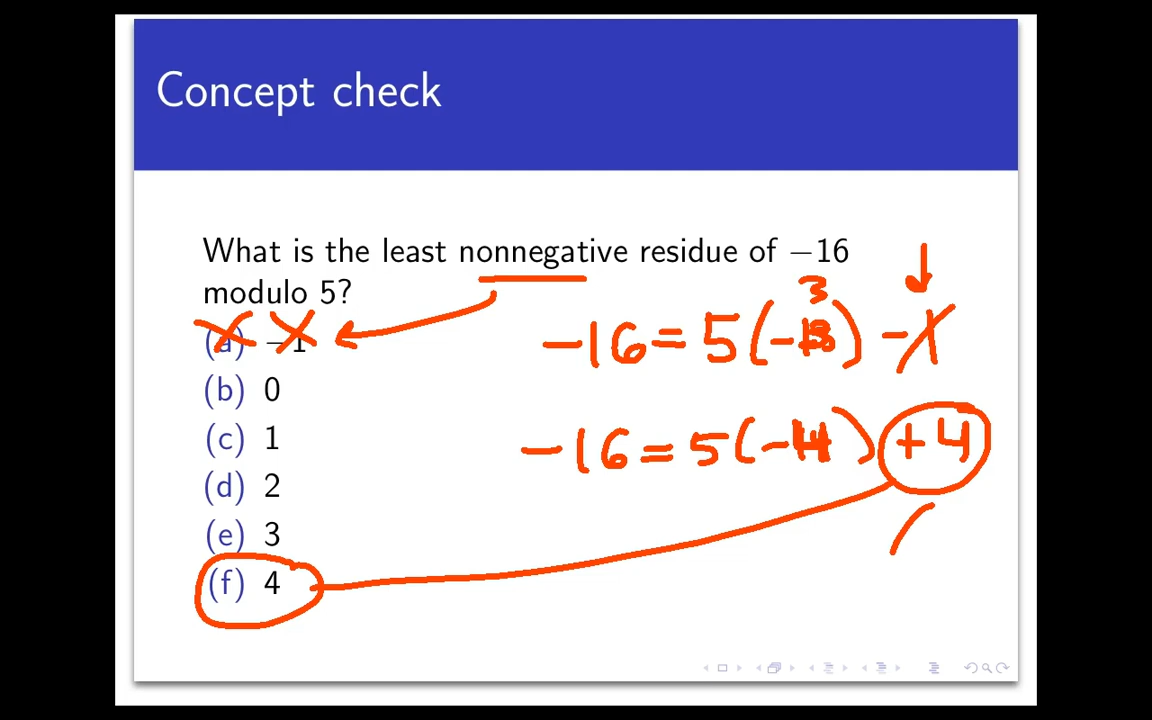 Concept check
What is the least nonnegative residue of −16
modulo 5?
(a) −1
(b) 0
(c) 1
(d) 2
(e) 3
(f) 4
3
-16 = 5(- ) -1
-16 = 5(-4) +4